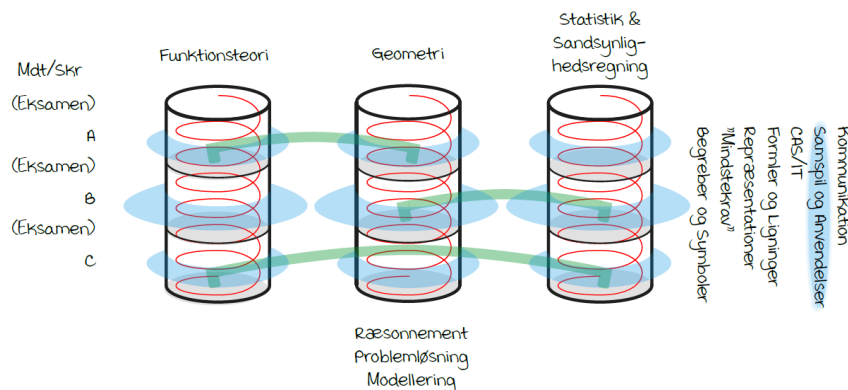 Statistik &
Sandsynlig-
hedsregning
Funktionsteori
Geometri
Mdt/Skr
(Eksamen)
A
(Eksamen)
B
(Eksamen)
C
Begreber og Symboler
"Mindstekrav"
Repræsentationer
Formler og Ligninger
CAS/IT
Samspil og Anvendelser
Kommunikation
Ræsonnement
Problemløsning
Modellering